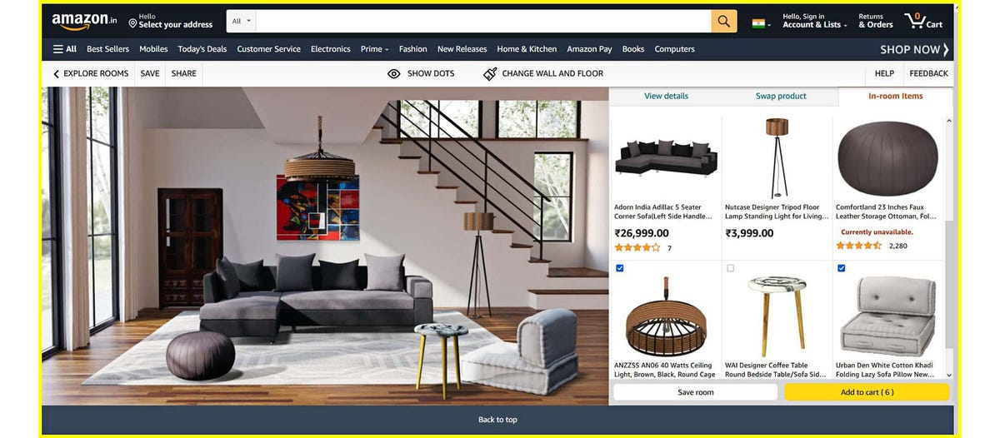 amazon.in
Hello
Select your address
All
Hello, Sign in
Account & Lists
Returns
& Orders
0
Cart
All
Best Sellers
Mobiles
Today's Deals
Customer Service
Electronics
Prime
Fashion
New Releases
Home & Kitchen
Amazon Pay
Books
Computers
SHOP NOW
EXPLORE ROOMS
SAVE
SHARE
SHOW DOTS
CHANGE WALL AND FLOOR
HELP
FEEDBACK
View details
Swap product
In-room Items
Adorn India Adillac 5 Seater
Corner Sofa(Left Side Handle...
₹26,999.00
7
Nutcase Designer Tripod Floor
Lamp Standing Light for Living...
₹3,999.00
Comfortland 23 Inches Faux
Leather Storage Ottoman, Fol...
Currently unavailable.
2,280
ANZZSS AN06 40 Watts Ceiling
Light, Brown, Black, Round Cage
WAI Designer Coffee Table
Round Bedside Table/Sofa Sid...
Urban Den White Cotton Khadi
Folding Lazy Sofa Pillow New...
Save room
Add to cart ( 6 )
Back to top